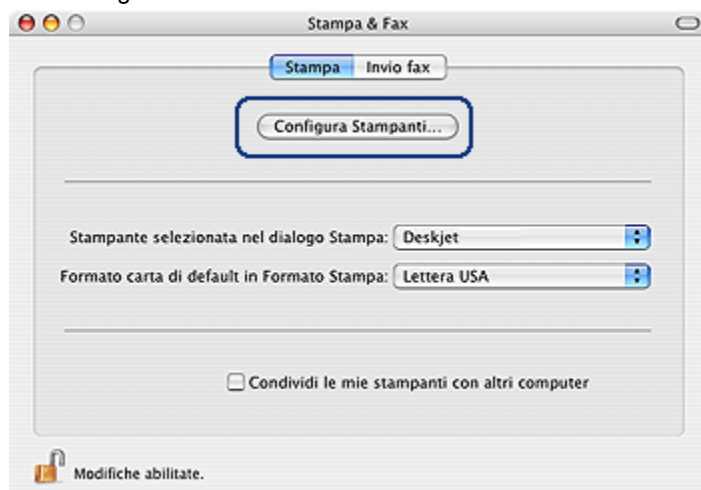 Stampa & Fax
Stampa Invio fax
Configura Stampanti...
Stampante selezionata nel dialogo Stampa: Deskjet
Formato carta di default in Formato Stampa: Lettera USA
Condividi le mie stampanti con altri computer
Modifiche abilitate.